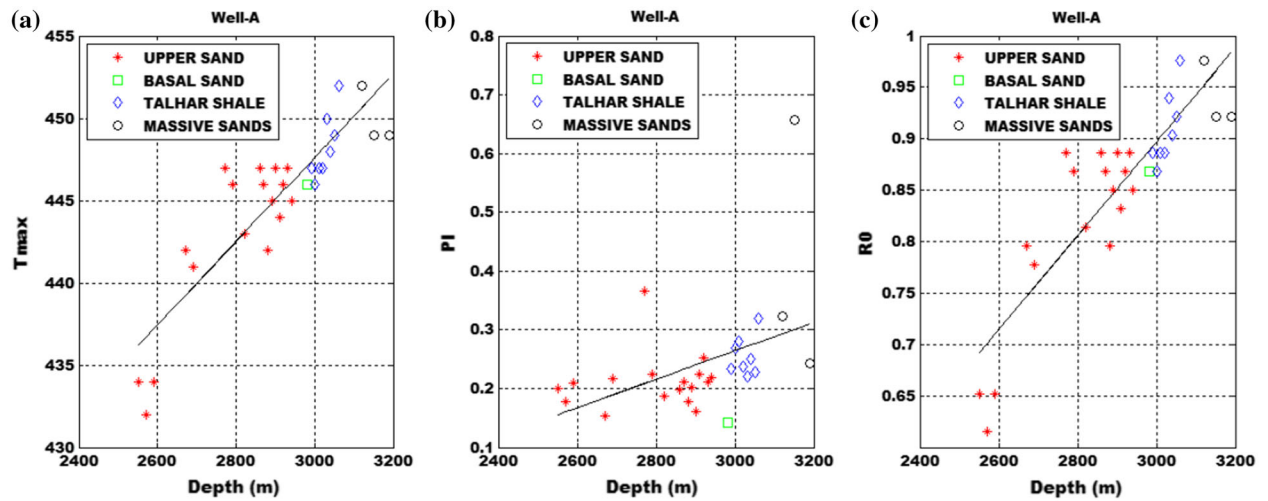 (a)
Well-A
455
450
445
440
435
430
Tmax
UPPER SAND
BASAL SAND
TALHAR SHALE
MASSIVE SANDS
2400 2600 2800 3000 3200
Depth (m)
(b)
Well-A
0.8
0.7
0.6
0.5
0.4
0.3
0.2
0.1
PI
UPPER SAND
BASAL SAND
TALHAR SHALE
MASSIVE SANDS
2400 2600 2800 3000 3200
Depth (m)
(c)
Well-A
1
0.95
0.9
0.85
0.8
0.75
0.7
0.65
R0
UPPER SAND
BASAL SAND
TALHAR SHALE
MASSIVE SANDS
2400 2600 2800 3000 3200
Depth (m)